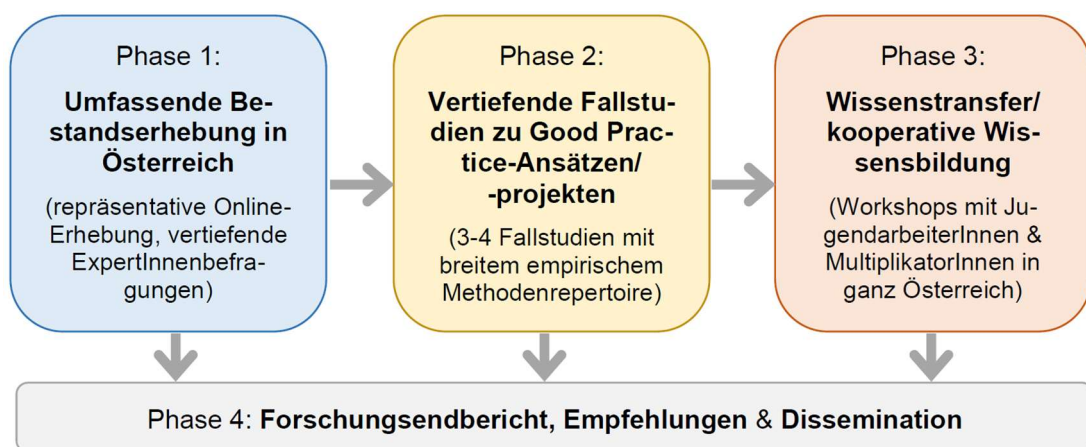 Phase 1:
Umfassende Be-
standserhebung in
Österreich
(repräsentative Online-
Erhebung, vertiefende
ExpertInnenbefra-
gungen)
Phase 2:
Vertiefende Fallstu-
dien zu Good Prac-
tice-Ansätzen/
-projekten
(3-4 Fallstudien mit
breitem empirischem
Methodenrepertoire)
Phase 3:
Wissenstransfer/
kooperative Wis-
sensbildung
(Workshops mit Ju-
gendarbeiterInnen &
MultiplikatorInnen in
ganz Österreich)
Phase 4: Forschungsendbericht, Empfehlungen & Dissemination